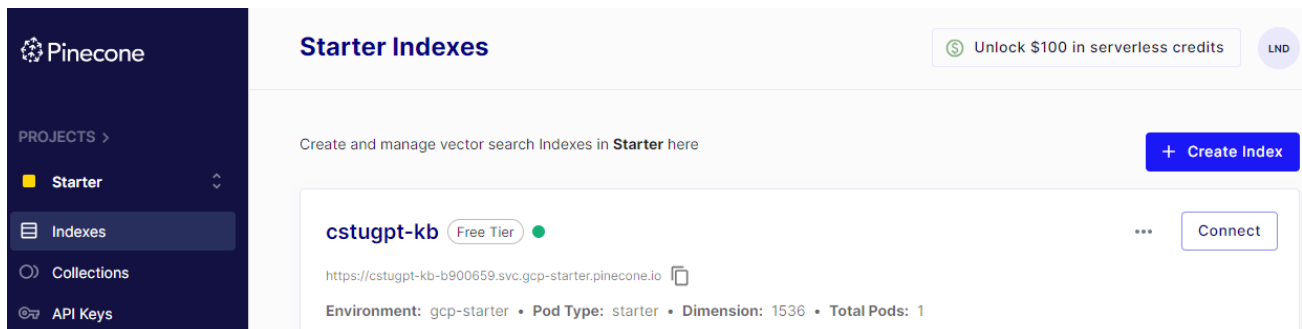 Pinecone
PROJECTS >
Starter
Indexes
Collections
API Keys
Starter Indexes
Unlock $100 in serverless credits
LND
Create and manage vector search Indexes in Starter here
+ Create Index
cstugpt-kb Free Tier
Connect
https://cstugpt-kb-b900659.svc.gcp-starter.pinecone.io
Environment: gcp-starter • Pod Type: starter • Dimension: 1536 • Total Pods: 1